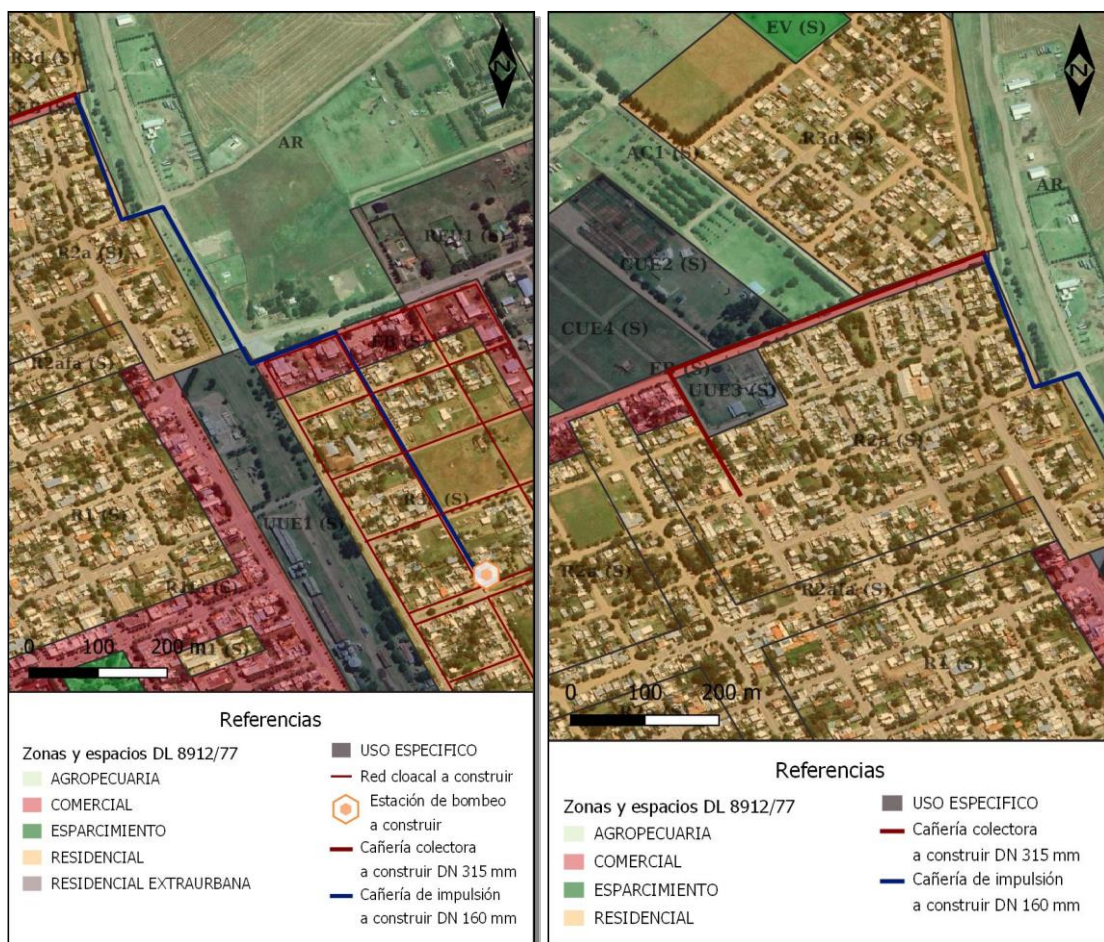 R3d (S)
AR
REU1 (S)
R2a (S)
EB (S)
R2afa (S)
R1 (S)
UUE1 (S)
0 100 200 m
Referencias
Zonas y espacios DL 8912/77
AGROPECUARIA
COMERCIAL
ESPARCIMIENTO
RESIDENCIAL
RESIDENCIAL EXTRAURBANA
USO ESPECIFICO
Red cloacal a construir
Estación de bombeo
a construir
Cañería colectora
a construir DN 315 mm
Cañería de impulsión
a construir DN 160 mm
EV (S)
N
R3d (S)
AC1 (S)
AR
CUE2 (S)
CUE4 (S)
UUE3 (S)
R2a (S)
R2a (S)
R2afa (S)
R1 (S)
0 100 200 m
Referencias
Zonas y espacios DL 8912/77
AGROPECUARIA
COMERCIAL
ESPARCIMIENTO
RESIDENCIAL
USO ESPECIFICO
Cañería colectora
a construir DN 315 mm
Cañería de impulsión
a construir DN 160 mm